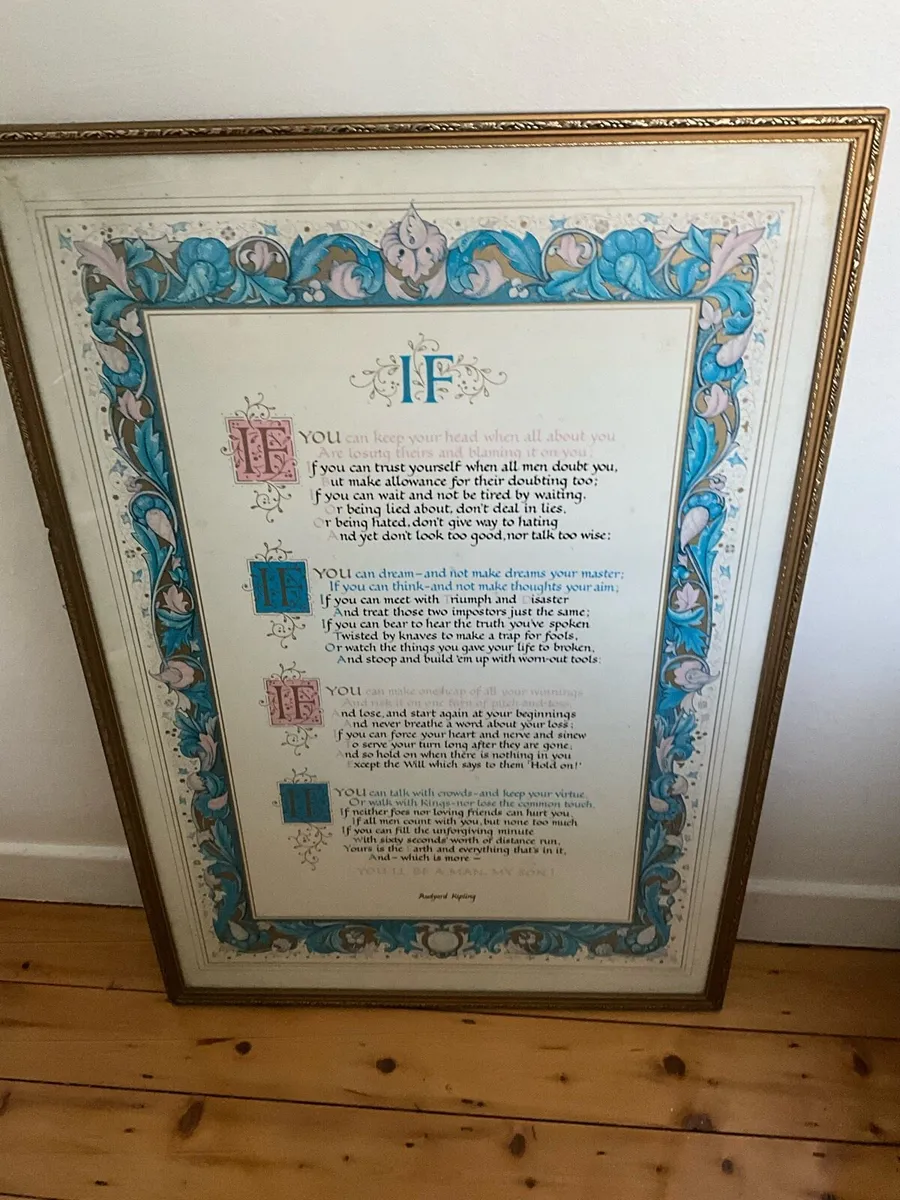 IF
IF YOU can keep your head when all about you
Are losing theirs and blaming it on you;
If you can trust yourself when all men doubt you,
But make allowance for their doubting too;
If you can wait and not be tired by waiting,
Or being lied about, don't deal in lies,
Or being hated, don't give way to hating
And yet don't look too good, nor talk too wise;
IF YOU can dream-and not make dreams your master;
If you can think-and not make thoughts your aim;
If you can meet with Triumph and Disaster
And treat those two impostors just the same;
If you can bear to hear the truth you've spoken
Twisted by knaves to make a trap for fools,
Or watch the things you gave your life to broken,
And stoop and build 'em up with worn-out tools:
IF YOU can make one heap of all your winnings
And risk it on one turn of pitch-and-toss,
And lose, and start again at your beginnings
And never breathe a word about your loss;
If you can force your heart and nerve and sinew
To serve your turn long after they are gone,
And so hold on when there is nothing in you
Except the Will which says to them 'Hold on!'
IF YOU can talk with crowds-and keep your virtue,
Or walk with Kings-nor lose the common touch,
If neither foes nor loving friends can hurt you,
If all men count with you, but none too much
If you can fill the unforgiving minute
With sixty seconds' worth of distance run,
Yours is the Earth and everything that's in it,
And- which is more -
YOU'LL BE A MAN, MY SON!
Rudyard Kipling